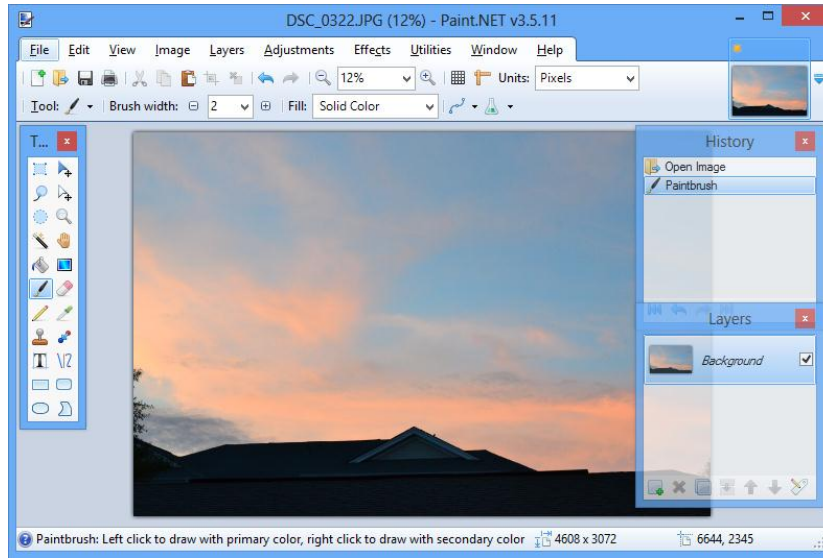 DSC_0322.JPG (12%) - Paint.NET v3.5.11
File Edit View Image Layers Adjustments Effects Utilities Window Help
12% Units: Pixels
Tool: Brush width: 2 Fill: Solid Color
T...
History
Open Image
Paintbrush
Layers
Background
Paintbrush: Left click to draw with primary color, right click to draw with secondary color 4608 x 3072 6644, 2345